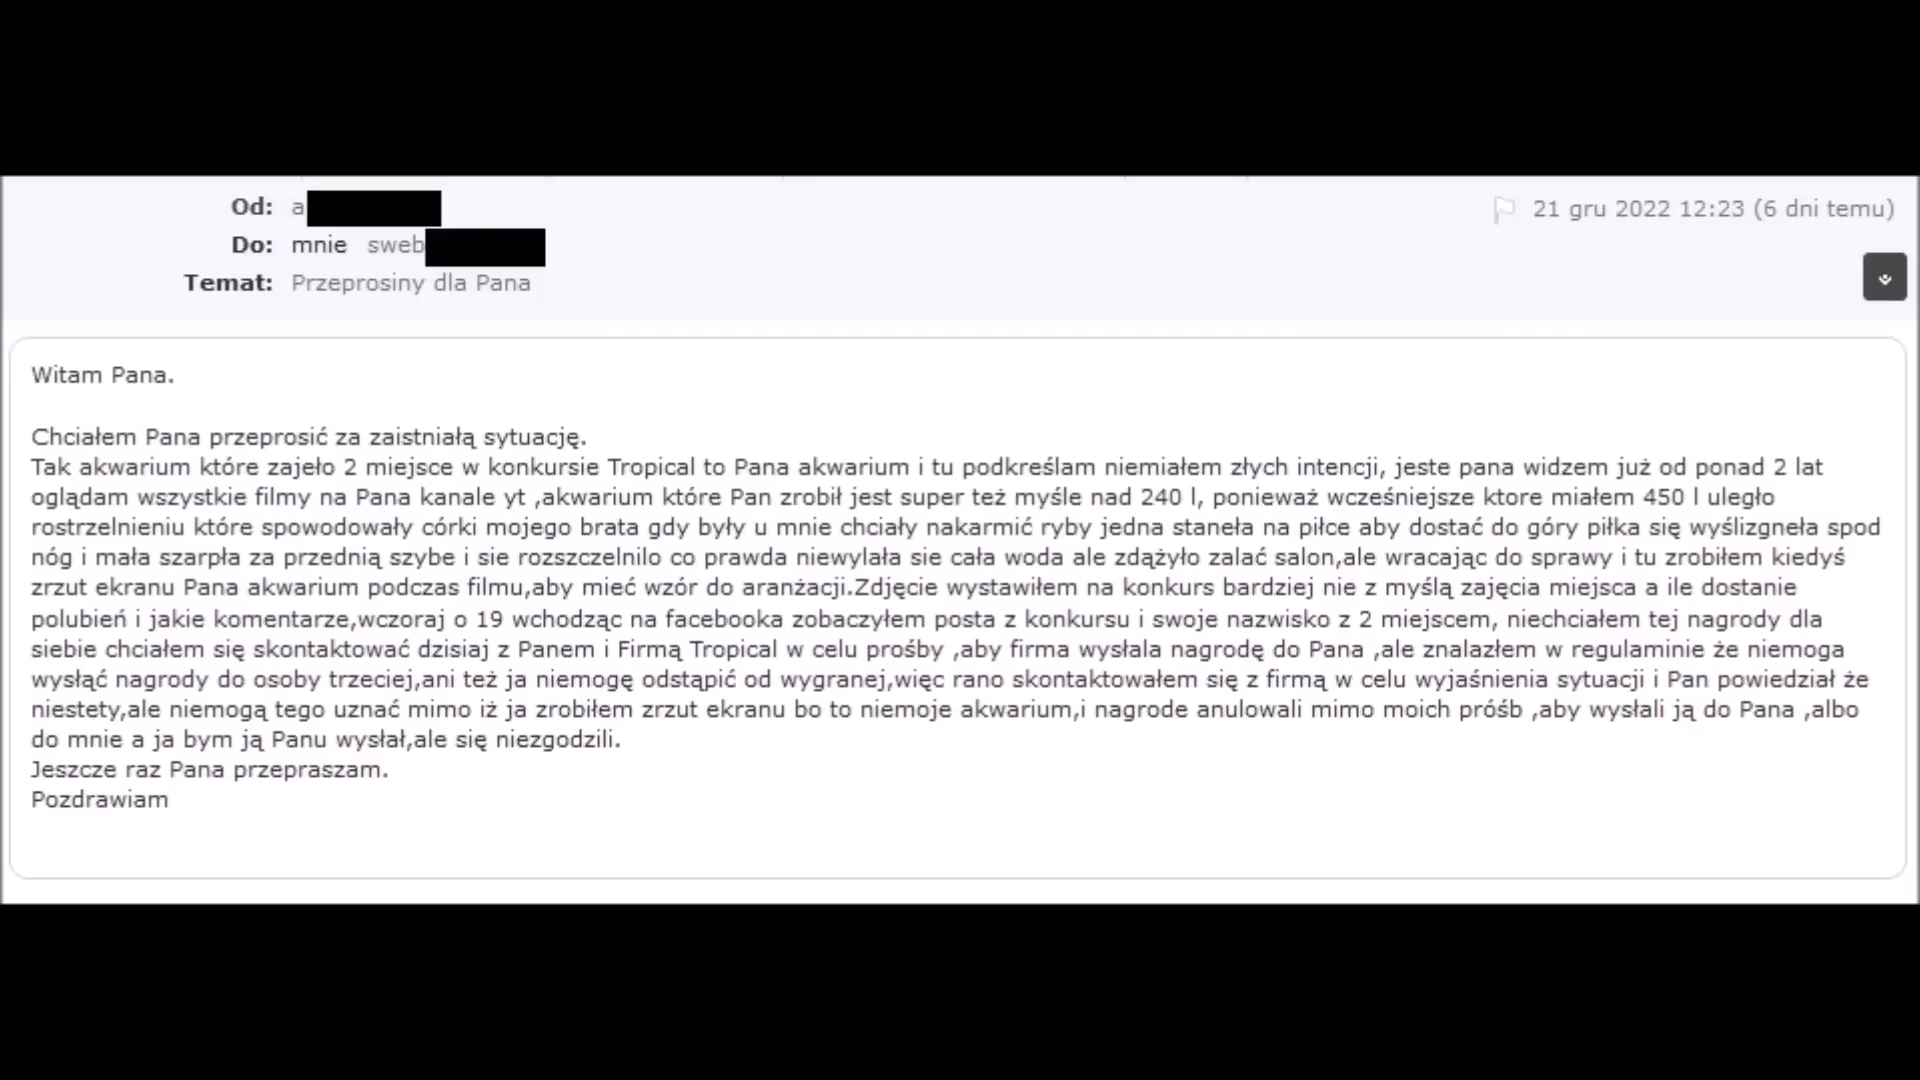 Od: a
21 gru 2022 12:23 (6 dni temu)
Do: mnie sweb
Temat: Przeprosiny dla Pana
Witam Pana.
Chciałem Pana przeprosić za zaistniałą sytuację.
Tak akwarium które zajeło 2 miejsce w konkursie Tropical to Pana akwarium i tu podkreślam niemiałem złych intencji, jeste pana widzem już od ponad 2 lat
oglądam wszystkie filmy na Pana kanale yt ,akwarium które Pan zrobił jest super też myśle nad 240 l, ponieważ wcześniejsze ktore miałem 450 l uległo
rostrzelnieniu które spowodowały córki mojego brata gdy były u mnie chciały nakarmić ryby jedna staneła na piłce aby dostać do góry piłka się wyślizgneła spod
nóg i mała szarpła za przednią szybe i sie rozszczelnilo co prawda niewylała sie cała woda ale zdążyło zalać salon,ale wracając do sprawy i tu zrobiłem kiedyś
zrzut ekranu Pana akwarium podczas filmu,aby mieć wzór do aranżacji.Zdjęcie wystawiłem na konkurs bardziej nie z myślą zajęcia miejsca a ile dostanie
polubień i jakie komentarze,wczoraj o 19 wchodząc na facebooka zobaczyłem posta z konkursu i swoje nazwisko z 2 miejscem, niechciałem tej nagrody dla
siebie chciałem się skontaktować dzisiaj z Panem i Firmą Tropical w celu prośby ,aby firma wysłala nagrodę do Pana ,ale znalazłem w regulaminie że niemoga
wysłąć nagrody do osoby trzeciej,ani też ja niemogę odstąpić od wygranej,więc rano skontaktowałem się z firmą w celu wyjaśnienia sytuacji i Pan powiedział że
niestety,ale niemogą tego uznać mimo iż ja zrobiłem zrzut ekranu bo to niemoje akwarium,i nagrode anulowali mimo moich próśb ,aby wysłali ją do Pana ,albo
do mnie a ja bym ją Panu wysłał,ale się niezgodzili.
Jeszcze raz Pana przepraszam.
Pozdrawiam